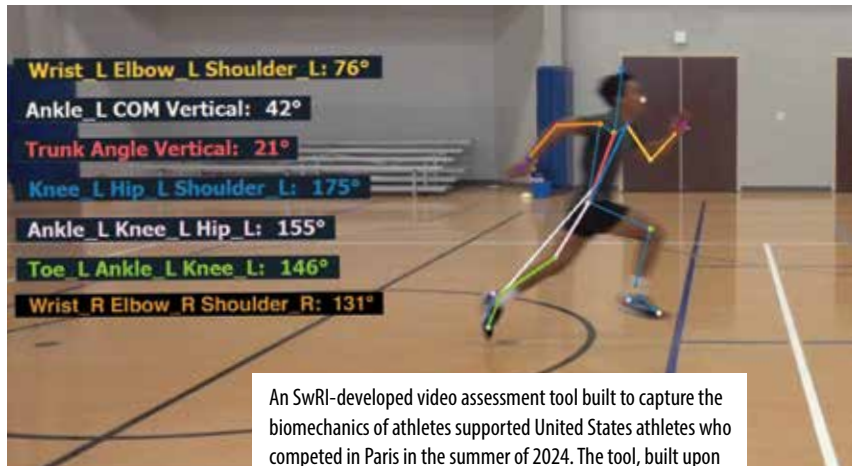 Wrist_L Elbow_L Shoulder_L: 76°
Ankle_L COM Vertical: 42°
Trunk Angle Vertical: 21°
Knee_L Hip_L Shoulder_L: 175°
Ankle_L Knee_L Hip_L: 155°
Toe_L Ankle_L Knee_L: 146°
Wrist_R Elbow_R Shoulder_R: 131°
An SwRI-developed video assessment tool built to capture the
biomechanics of athletes supported United States athletes who
competed in Paris in the summer of 2024. The tool, built upon